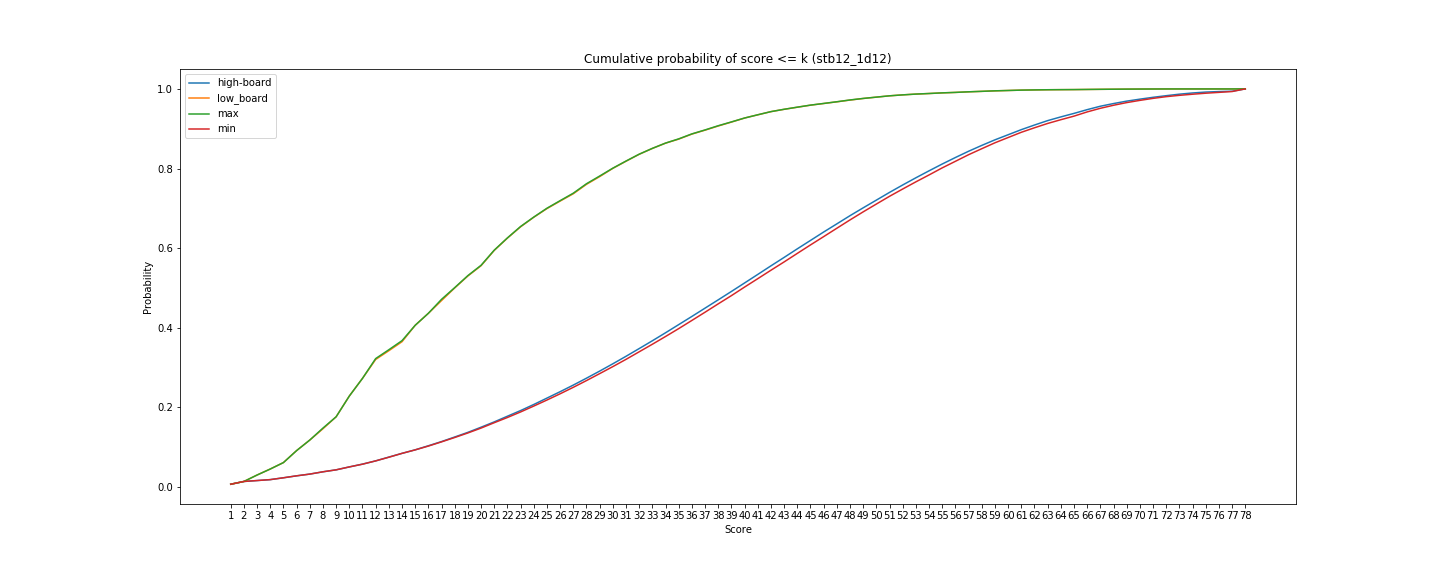 Cumulative probability of score <= k (stb12_1d12)
high-board
low_board
max
min
1.0
0.8
0.6
0.4
0.2
0.0
Probability
1 2 3 4 5 6 7 8 9 10 11 12 13 14 15 16 17 18 19 20 21 22 23 24 25 26 27 28 29 30 31 32 33 34 35 36 37 38 39 40 41 42 43 44 45 46 47 48 49 50 51 52 53 54 55 56 57 58 59 60 61 62 63 64 65 66 67 68 69 70 71 72 73 74 75 76 77 78
Score